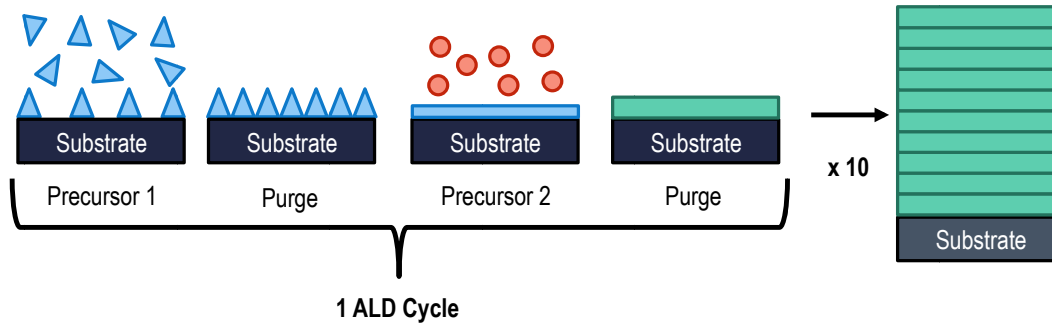 Substrate
Substrate
Substrate
Substrate
x 10
Precursor 1
Purge
Precursor 2
Purge
Substrate
1 ALD Cycle